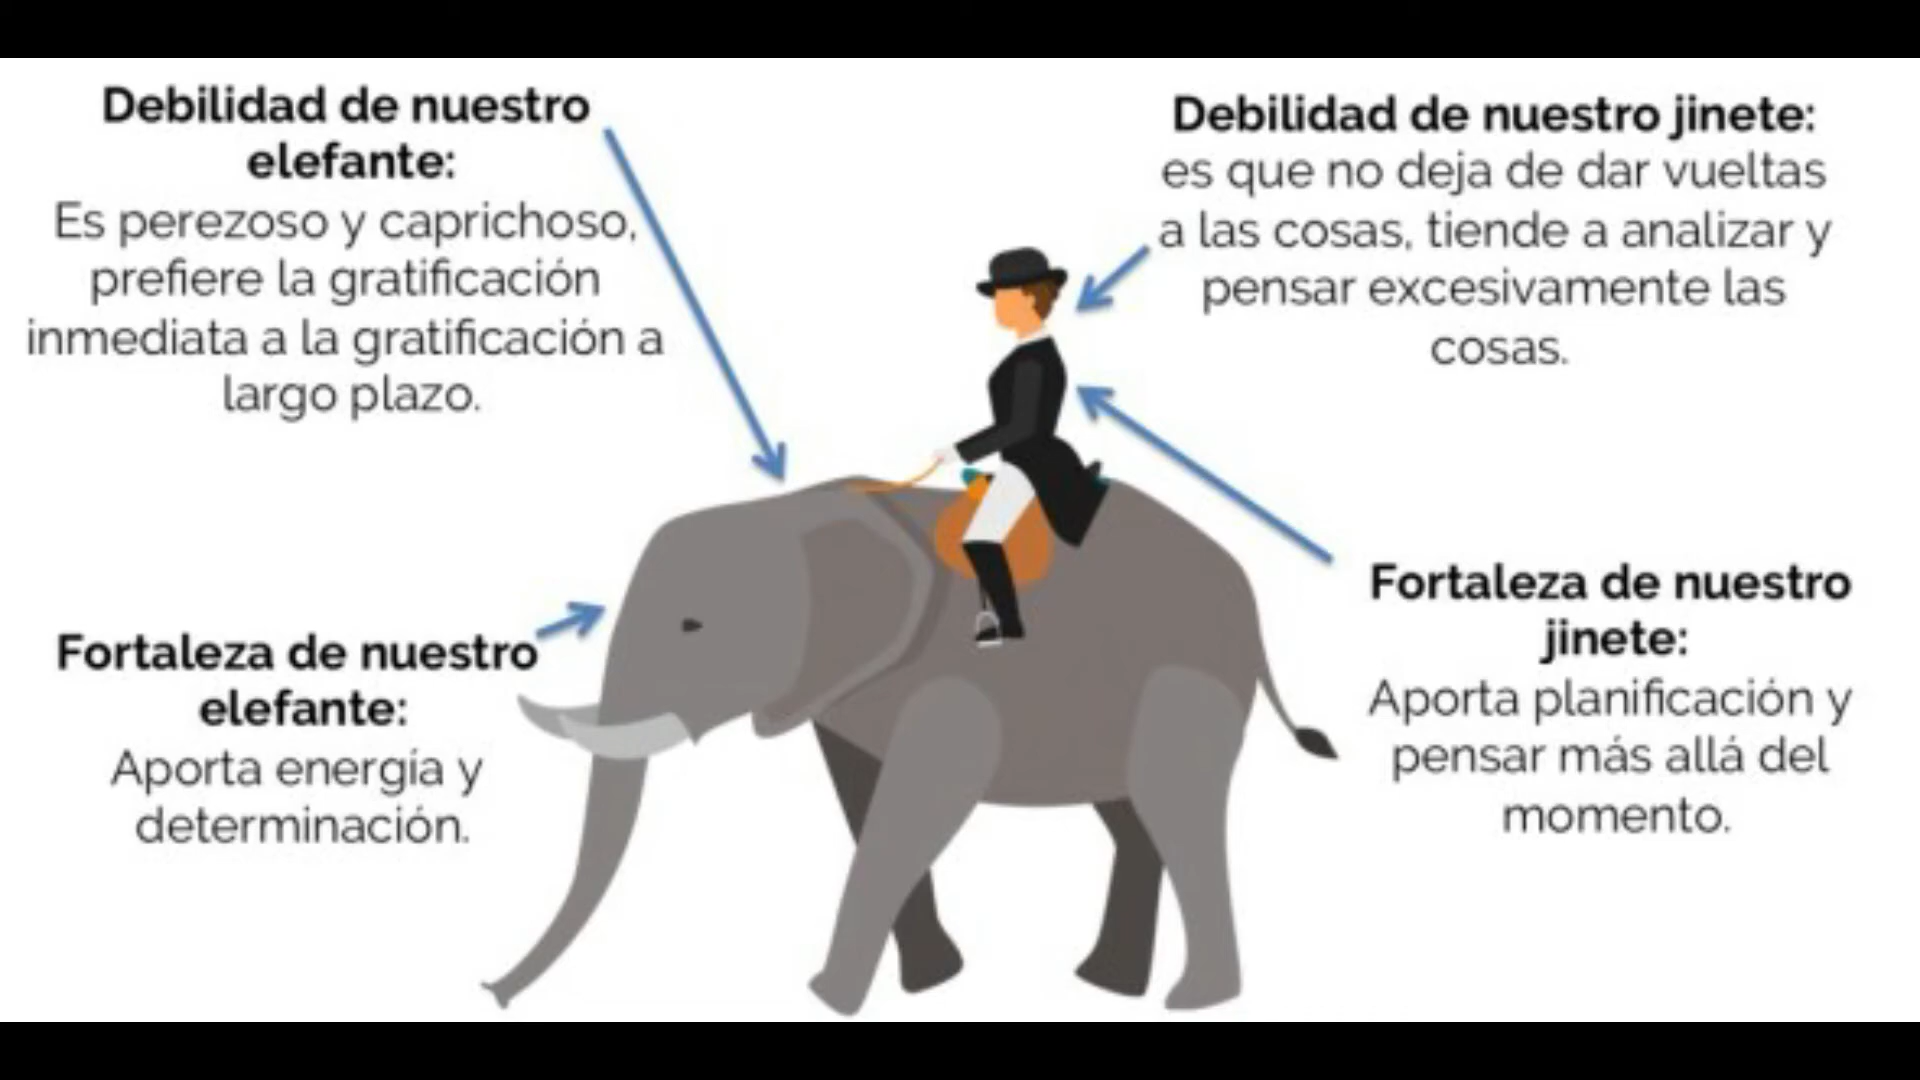 Debilidad de nuestro
elefante:
Es perezoso y caprichoso,
prefiere la gratificación
inmediata a la gratificación a
largo plazo.
Debilidad de nuestro jinete:
es que no deja de dar vueltas
a las cosas, tiende a analizar y
pensar excesivamente las
cosas.
Fortaleza de nuestro
elefante:
Aporta energía y
determinación.
Fortaleza de nuestro
jinete:
Aporta planificación y
pensar más allá del
momento.